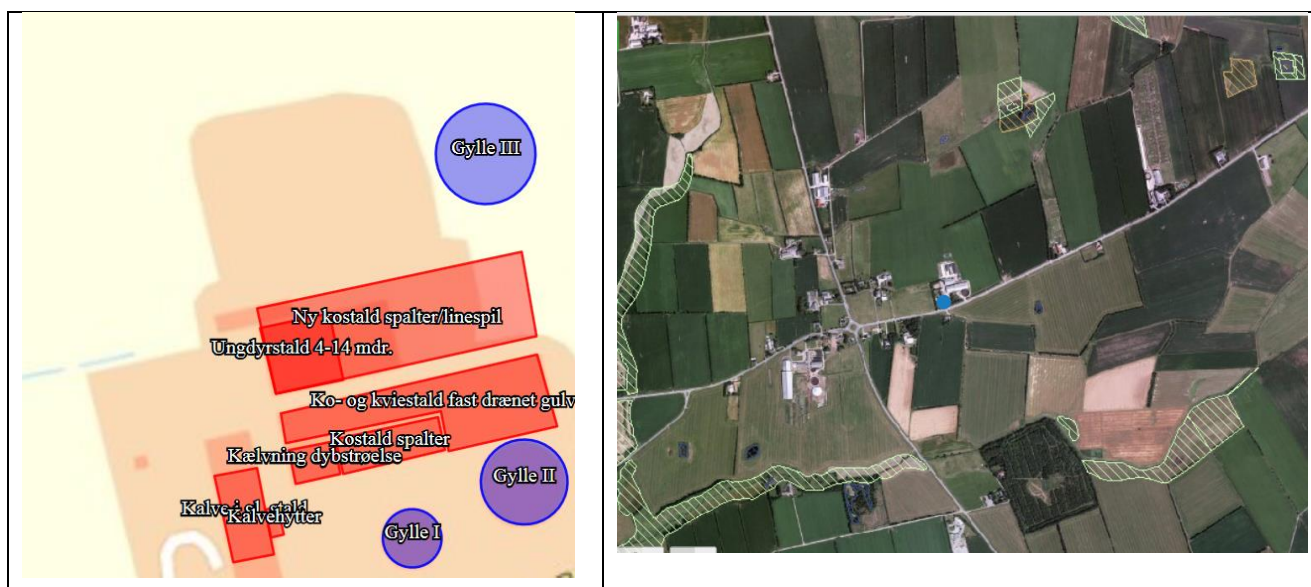 Gylle III
Ny kostald spalter/linespil
Ungdyrstald 4-14 mdr.
Ko- og kviestald fast drænet gulv
Kostald spalter
Kælvning dybstrøelse
Gylle II
Kalvehytter
Gylle I